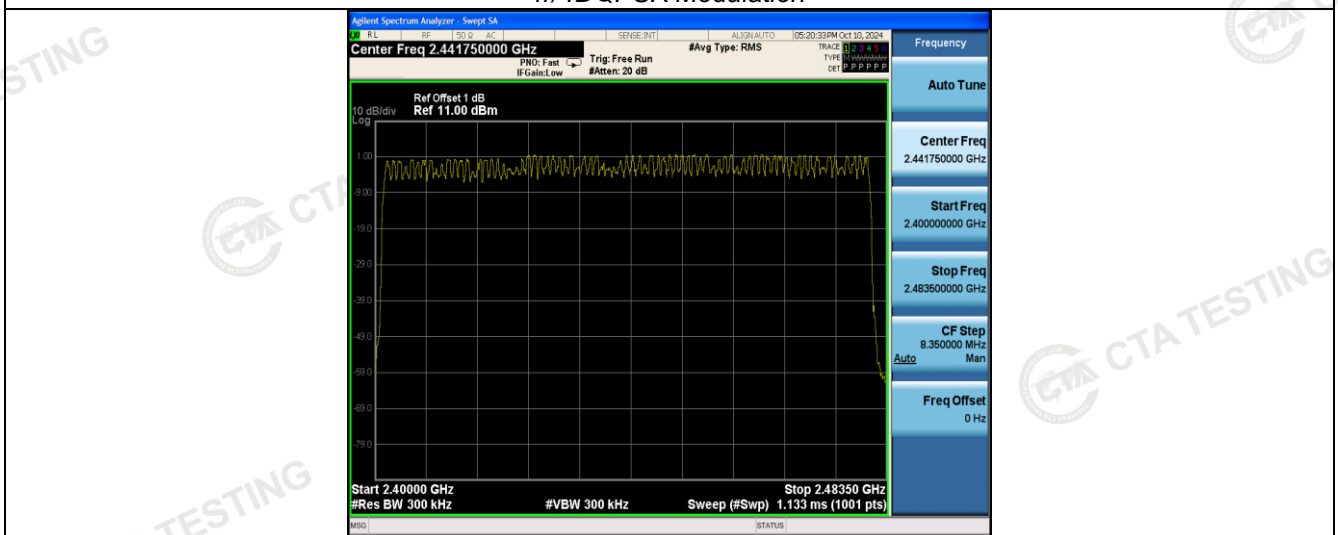 Agilent Spectrum Analyzer - Swept SA
RL RF 50 Ω AC SENSE:INT ALIGN AUTO 05:20:33 PM Oct 10, 2024
Center Freq 2.441750000 GHz #Avg Type: RMS TRACE 1 2 3 4 5 6
PNO: Fast Trig: Free Run TYPE M
IFGain:Low #Atten: 20 dB DET P P P P P P
Frequency
Auto Tune
Ref Offset 1 dB
10 dB/div Ref 11.00 dBm
Log
1.00
-9.00
-19.0
-29.0
-39.0
-49.0
-59.0
-69.0
-79.0
Center Freq
2.441750000 GHz
Start Freq
2.400000000 GHz
Stop Freq
2.483500000 GHz
CF Step
8.350000 MHz
Auto Man
Freq Offset
0 Hz
Start 2.40000 GHz Stop 2.48350 GHz
#Res BW 300 kHz #VBW 300 kHz Sweep (#Swp) 1.133 ms (1001 pts)
MSG STATUS
STING
CTA
CTA TESTING
TESTING